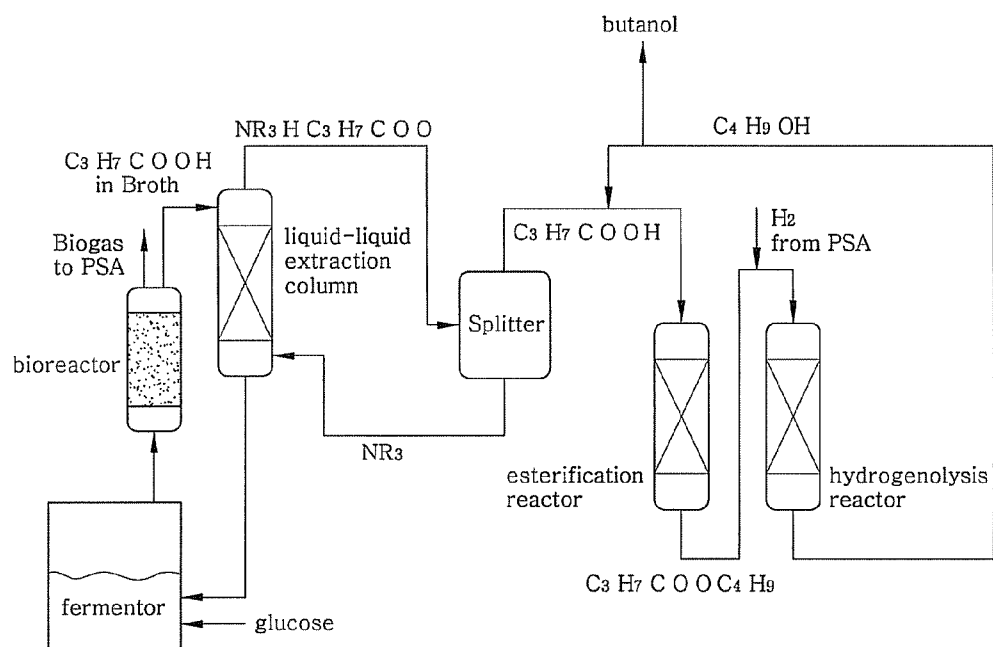 butanol
NR3 H C3 H7 C O O
C4 H9 OH
C3 H7 C O O H
in Broth
Biogas
to PSA
liquid-liquid
extraction
column
C3 H7 C O O H
H2
from PSA
Splitter
bioreactor
NR3
esterification
reactor
hydrogenolysis
reactor
C3 H7 C O O C4 H9
fermentor
glucose